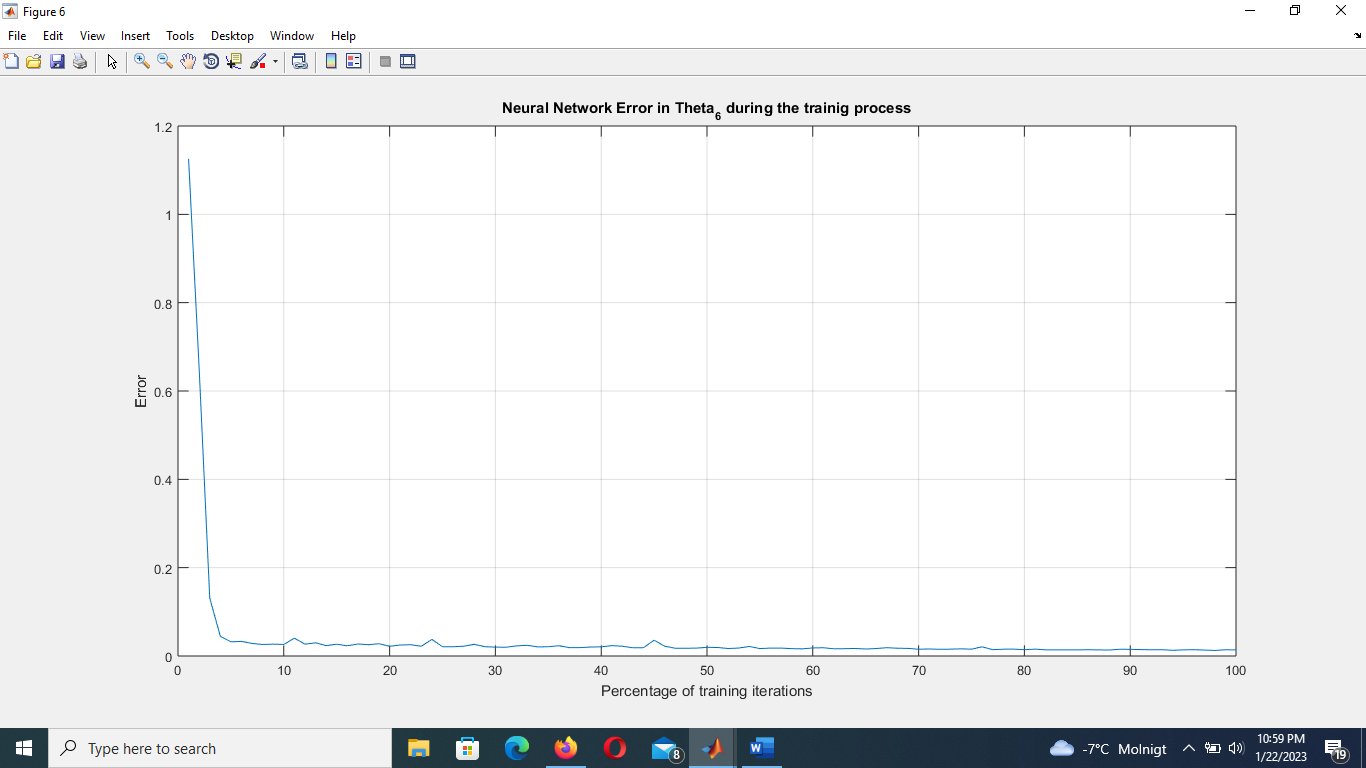 Figure 6
File Edit View Insert Tools Desktop Window Help
Neural Network Error in Theta6 during the trainig process
1.2
1
0.8
0.6
0.4
0.2
0
Error
0 10 20 30 40 50 60 70 80 90 100
Percentage of training iterations
Type here to search
8
W
-7°C Molnigt
10:59 PM
1/22/2023
19